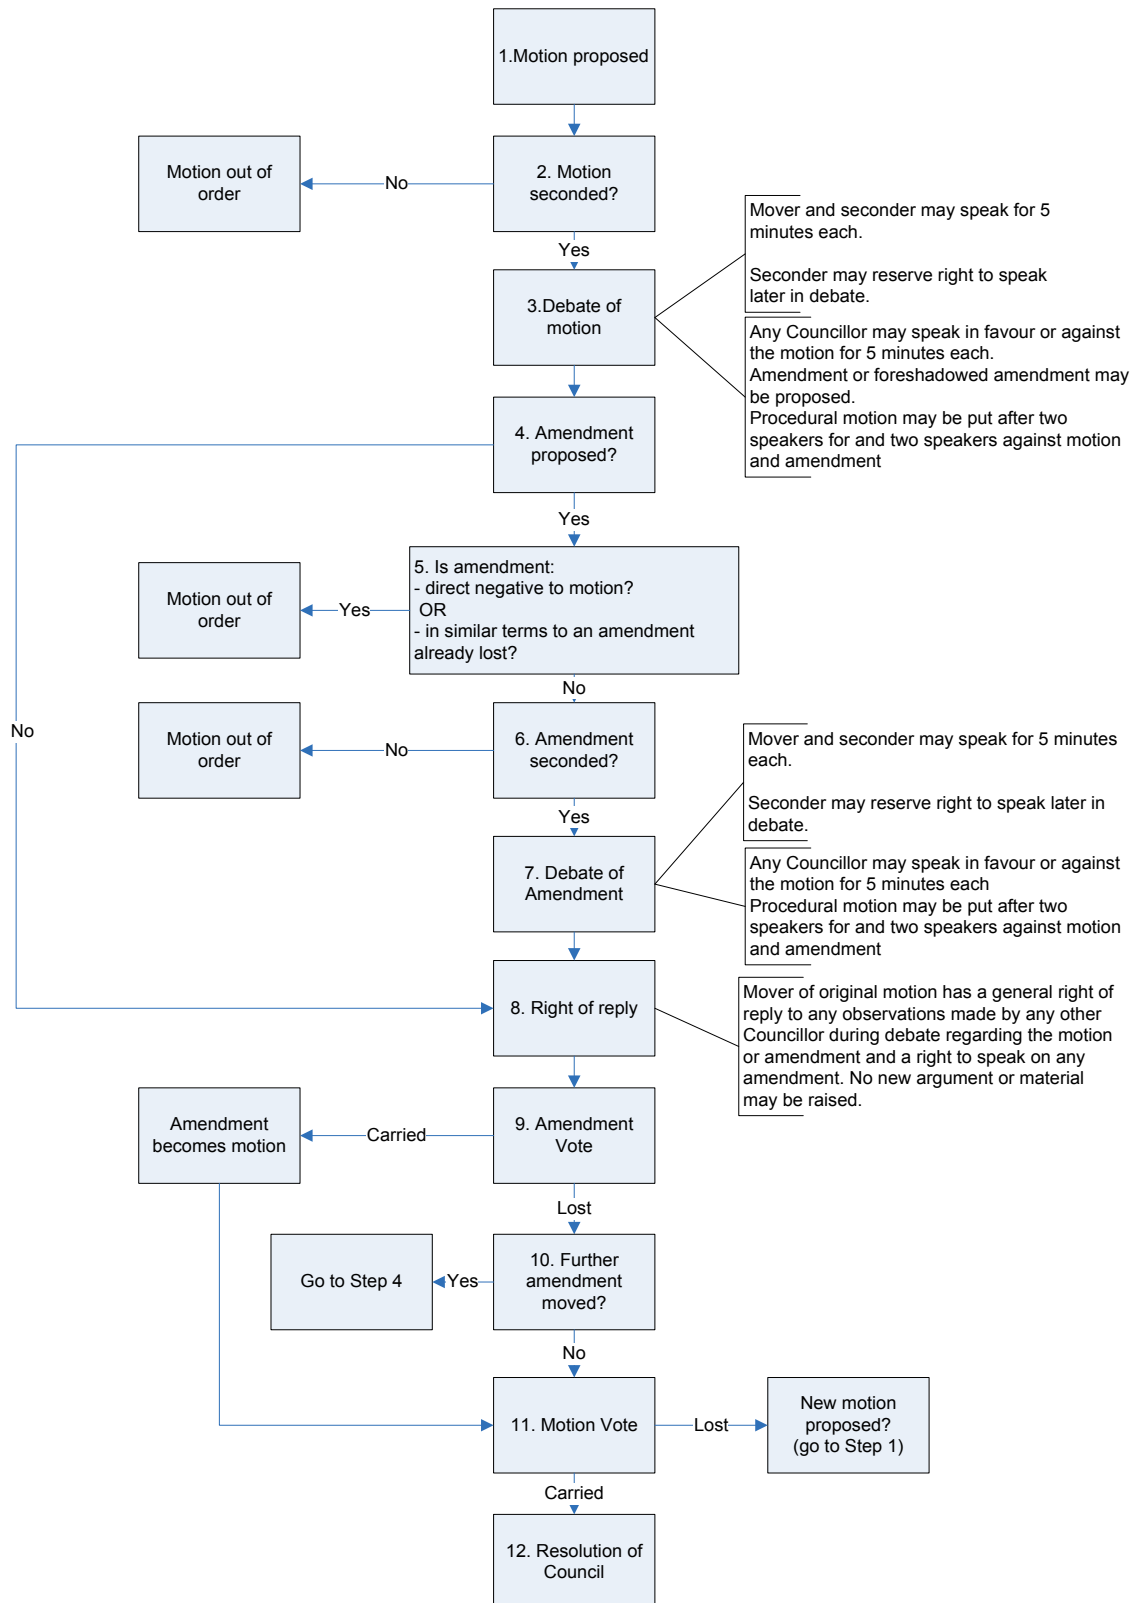 1.Motion proposed
Motion out of
order
No
2. Motion
seconded?
Mover and seconder may speak for 5
minutes each.
Seconder may reserve right to speak
later in debate.
Yes
3.Debate of
motion
Any Councillor may speak in favour or against
the motion for 5 minutes each.
Amendment or foreshadowed amendment may
be proposed.
Procedural motion may be put after two
speakers for and two speakers against motion
and amendment
4. Amendment
proposed?
Yes
5. Is amendment:
- direct negative to motion?
OR
- in similar terms to an amendment
already lost?
Yes
Motion out of
order
No
No
6. Amendment
seconded?
No
Motion out of
order
Mover and seconder may speak for 5 minutes
each.
Seconder may reserve right to speak later in
debate.
Yes
7. Debate of
Amendment
Any Councillor may speak in favour or against
the motion for 5 minutes each
Procedural motion may be put after two
speakers for and two speakers against motion
and amendment
8. Right of reply
Mover of original motion has a general right of
reply to any observations made by any other
Councillor during debate regarding the motion
or amendment and a right to speak on any
amendment. No new argument or material
may be raised.
9. Amendment
Vote
Carried
Amendment
becomes motion
Lost
10. Further
amendment
moved?
Yes
Go to Step 4
No
11. Motion Vote
Lost
New motion
proposed?
(go to Step 1)
Carried
12. Resolution of
Council